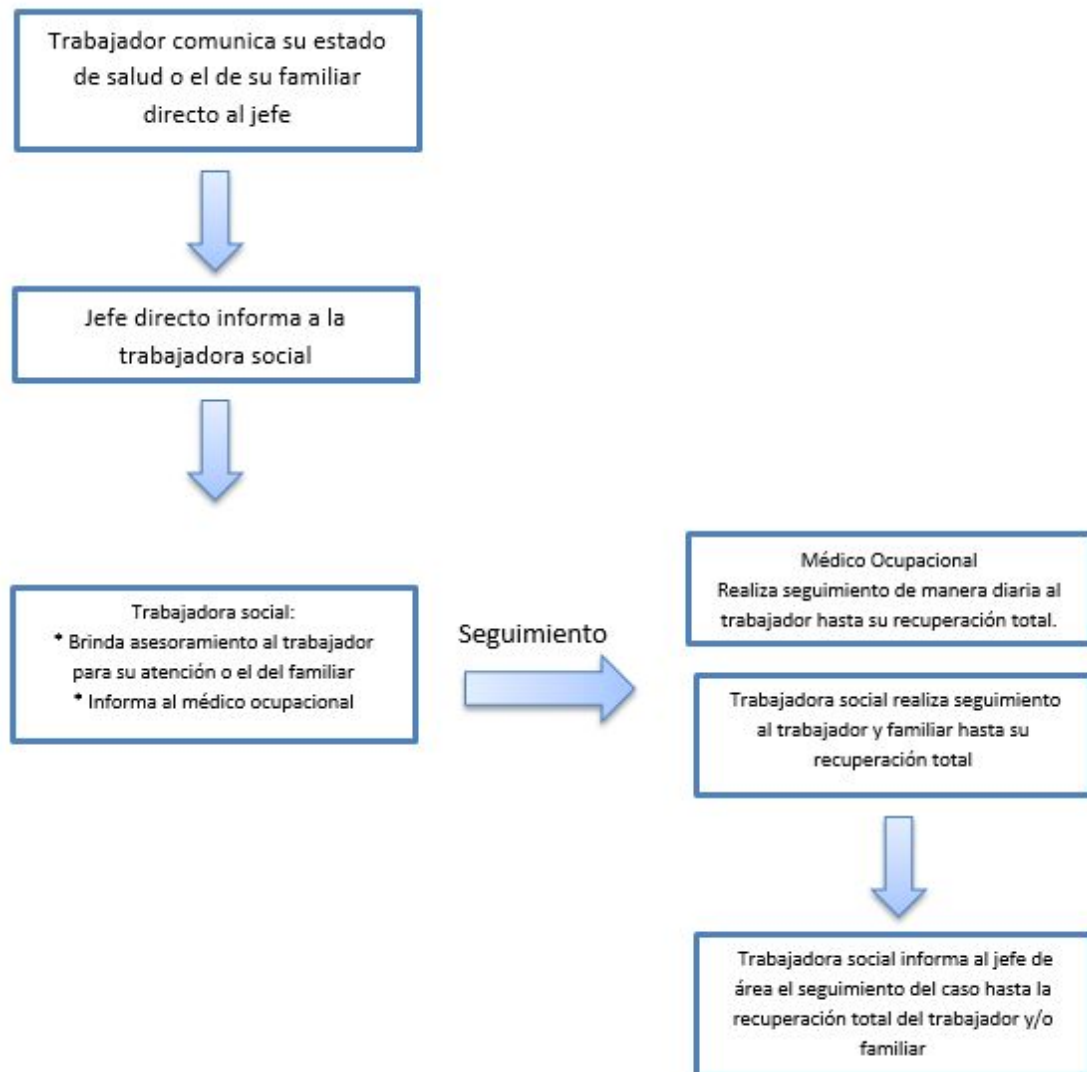 Trabajador comunica su estado
de salud o el de su familiar
directo al jefe
Jefe directo informa a la
trabajadora social
Trabajadora social:
* Brinda asesoramiento al trabajador
para su atención o el del familiar
* Informa al médico ocupacional
Seguimiento
Médico Ocupacional
Realiza seguimiento de manera diaria al
trabajador hasta su recuperación total.
Trabajadora social realiza seguimiento
al trabajador y familiar hasta su
recuperación total
Trabajadora social informa al jefe de
área el seguimiento del caso hasta la
recuperación total del trabajador y/o
familiar